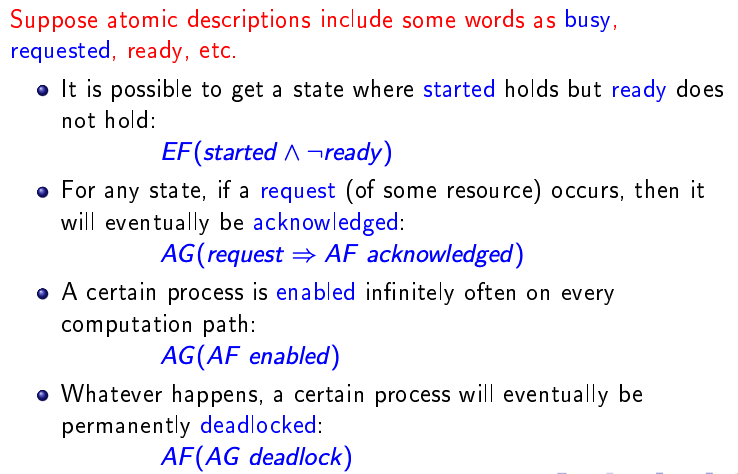 Suppose atomic descriptions include some words as busy,
requested, ready, etc.
It is possible to get a state where started holds but ready does
not hold:
EF(started ∧ ¬ready)
For any state, if a request (of some resource) occurs, then it
will eventually be acknowledged:
AG(request ⇒ AF acknowledged)
A certain process is enabled infinitely often on every
computation path:
AG(AF enabled)
Whatever happens, a certain process will eventually be
permanently deadlocked:
AF(AG deadlock)